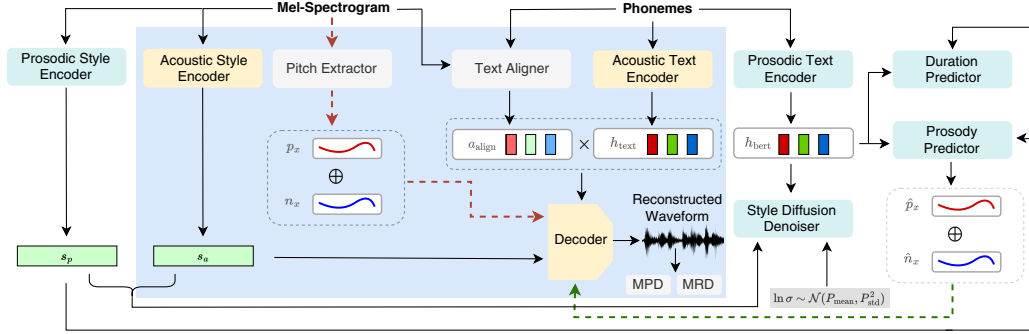 Mel-Spectrogram
Phonemes
Prosodic Style
Encoder
Acoustic Style
Encoder
Pitch Extractor
Text Aligner
Acoustic Text
Encoder
Prosodic Text
Encoder
Duration
Predictor
p_x
⊕
n_x
a_align
×
h_text
h_bert
Prosody
Predictor
Decoder
Reconstructed
Waveform
MPD
MRD
Style Diffusion
Denoiser
p̂_x
⊕
n̂_x
s_p
s_a
ln σ ∼ 𝒩(P_mean, P_std^2)